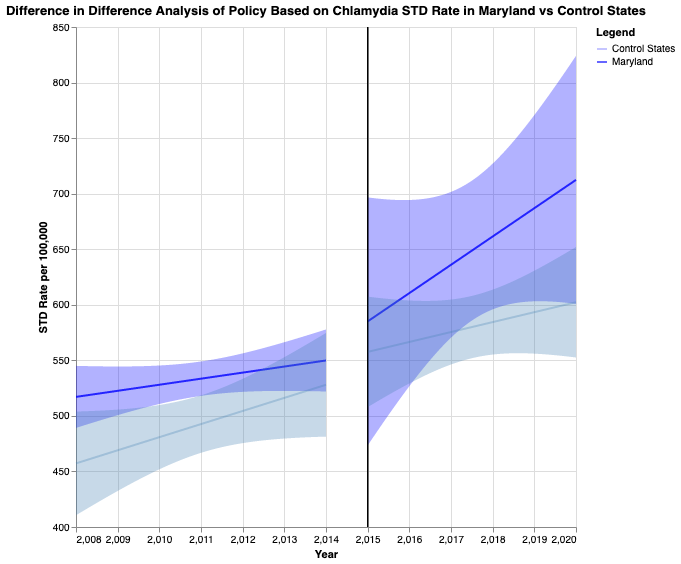 Difference in Difference Analysis of Policy Based on Chlamydia STD Rate in Maryland vs Control States
Legend
Control States
Maryland
STD Rate per 100,000
850
800
750
700
650
600
550
500
450
400
2,008 2,009 2,010 2,011 2,012 2,013 2,014 2,015 2,016 2,017 2,018 2,019 2,020
Year